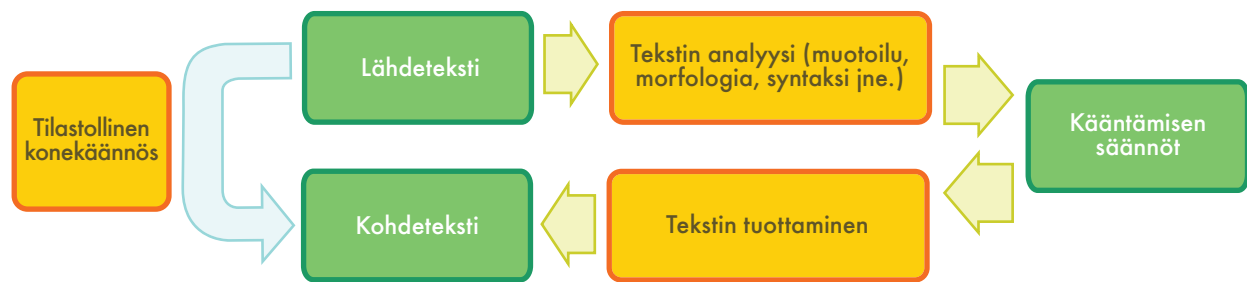 Lähdeteksti
Tekstin analyysi (muotoilu,
morfologia, syntaksi jne.)
Tilastollinen
konekäännös
Kääntämisen
säännöt
Kohdeteksti
Tekstin tuottaminen